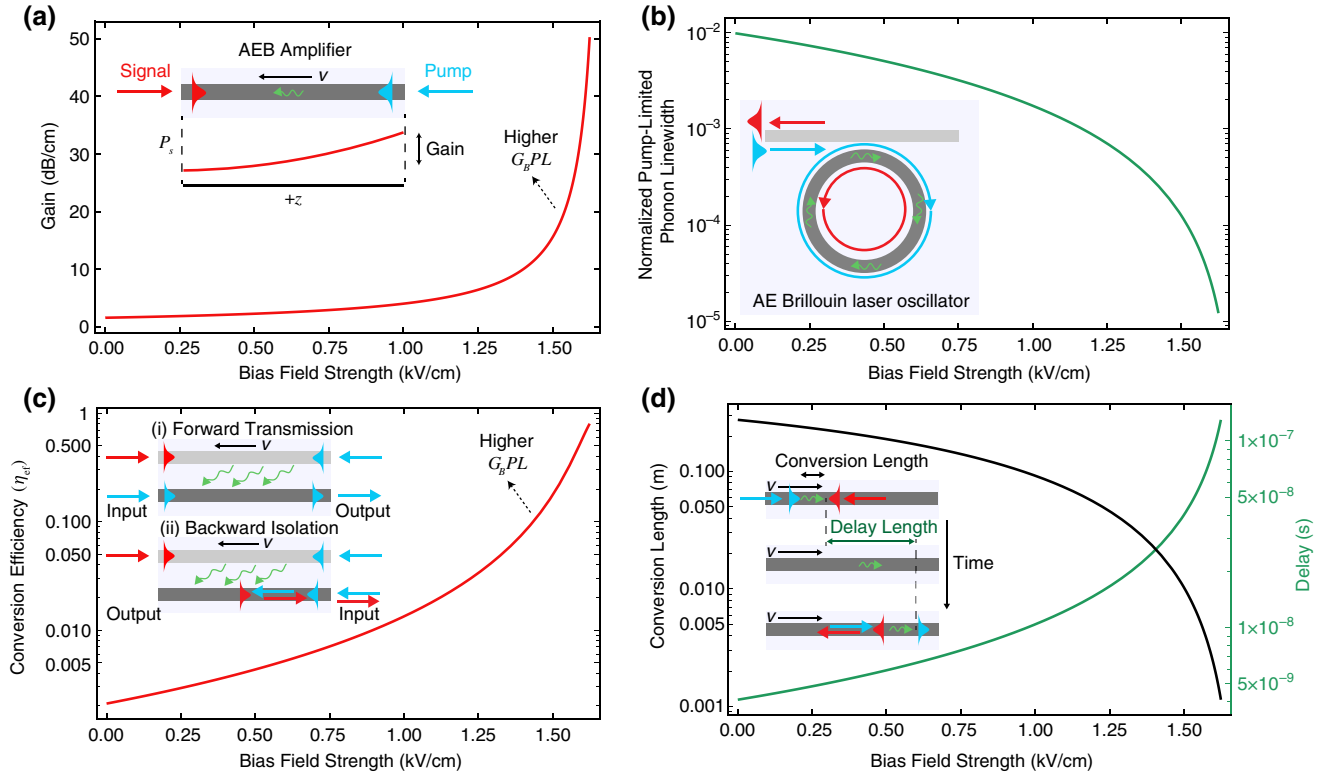 (a)
AEB Amplifier
Signal
v
Pump
P_s
Gain
+z
Higher
G_BPL
Gain (dB/cm)
50
40
30
20
10
0
0.00 0.25 0.50 0.75 1.00 1.25 1.50
Bias Field Strength (kV/cm)
(b)
Normalized Pump-Limited
Phonon Linewidth
10⁻²
10⁻³
10⁻⁴
10⁻⁵
AE Brillouin laser oscillator
0.00 0.25 0.50 0.75 1.00 1.25 1.50
Bias Field Strength (kV/cm)
(c)
Conversion Efficiency (η_ef)
1
0.500
0.100
0.050
0.010
0.005
(i) Forward Transmission
v
Input
Output
(ii) Backward Isolation
v
Output
Input
Higher
G_BPL
0.00 0.25 0.50 0.75 1.00 1.25 1.50
Bias Field Strength (kV/cm)
(d)
Conversion Length (m)
0.100
0.050
0.010
0.005
0.001
Conversion Length
v
Delay Length
v
Time
v
1×10⁻⁷
5×10⁻⁸
1×10⁻⁸
5×10⁻⁹
Delay (s)
0.00 0.25 0.50 0.75 1.00 1.25 1.50
Bias Field Strength (kV/cm)